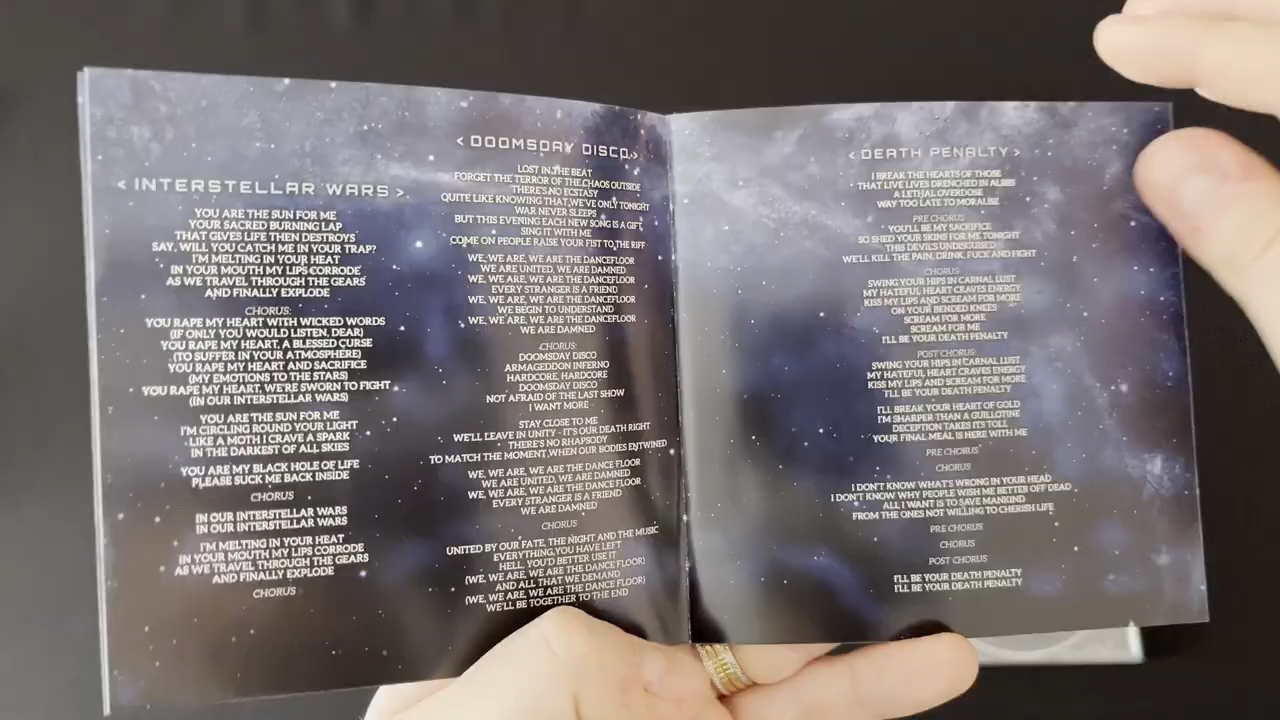 < INTERSTELLAR WARS >
YOU ARE THE SUN FOR ME
YOUR SACRED BURNING LAP
THAT GIVES LIFE THEN DESTROYS
SAY, WILL YOU CATCH ME IN YOUR TRAP?
I'M MELTING IN YOUR HEAT
IN YOUR MOUTH MY LIPS CORRODE
AS WE TRAVEL THROUGH THE GEARS
AND FINALLY EXPLODE
CHORUS:
YOU RAPE MY HEART WITH WICKED WORDS
(IF ONLY YOU WOULD LISTEN, DEAR)
YOU RAPE MY HEART, A BLESSED CURSE
(TO SUFFER IN YOUR ATMOSPHERE)
YOU RAPE MY HEART AND SACRIFICE
(MY EMOTIONS TO THE STARS)
YOU RAPE MY HEART, WE'RE SWORN TO FIGHT
(IN OUR INTERSTELLAR WARS)
YOU ARE THE SUN FOR ME
I'M CIRCLING ROUND YOUR LIGHT
LIKE A MOTH I CRAVE A SPARK
IN THE DARKEST OF ALL SKIES
YOU ARE MY BLACK HOLE OF LIFE
PLEASE SUCK ME BACK INSIDE
CHORUS
IN OUR INTERSTELLAR WARS
IN OUR INTERSTELLAR WARS
I'M MELTING IN YOUR HEAT
IN YOUR MOUTH MY LIPS CORRODE
AS WE TRAVEL THROUGH THE GEARS
AND FINALLY EXPLODE
CHORUS
< DOOMSDAY DISCO >
LOST IN THE BEAT
FORGET THE TERROR OF THE CHAOS OUTSIDE
THERE'S NO ECSTASY
QUITE LIKE KNOWING THAT WE'VE ONLY TONIGHT
WAR NEVER SLEEPS
BUT THIS EVENING EACH NEW SONG IS A GIFT
SING IT WITH ME
COME ON PEOPLE RAISE YOUR FIST TO THE RIFF
WE, WE ARE, WE ARE THE DANCEFLOOR
WE ARE UNITED, WE ARE DAMNED
WE, WE ARE, WE ARE THE DANCEFLOOR
EVERY STRANGER IS A FRIEND
WE, WE ARE, WE ARE THE DANCEFLOOR
WE BEGIN TO UNDERSTAND
WE, WE ARE, WE ARE THE DANCEFLOOR
WE ARE DAMNED
CHORUS:
DOOMSDAY DISCO
ARMAGEDDON INFERNO
HARDCORE, HARDCORE
DOOMSDAY DISCO
NOT AFRAID OF THE LAST SHOW
I WANT MORE
STAY CLOSE TO ME
WE'LL LEAVE IN UNITY - IT'S OUR DEATH RIGHT
THERE'S NO RHAPSODY
TO MATCH THE MOMENT WHEN OUR BODIES ENTWINED
WE, WE ARE, WE ARE THE DANCE FLOOR
WE ARE UNITED, WE ARE DAMNED
WE, WE ARE, WE ARE THE DANCE FLOOR
EVERY STRANGER IS A FRIEND
WE ARE DAMNED
CHORUS
UNITED BY OUR FATE, THE NIGHT AND THE MUSIC
EVERYTHING YOU HAVE LEFT
HELL, YOU'D BETTER USE IT
(WE, WE ARE, WE ARE THE DANCE FLOOR)
AND ALL THAT WE DEMAND
(WE, WE ARE, WE ARE THE DANCE FLOOR)
WE'LL BE TOGETHER TO THE END
< DEATH PENALTY >
I BREAK THE HEARTS OF THOSE
THAT LIVE LIVES DRENCHED IN ALIBIS
A LETHAL OVERDOSE
WAY TOO LATE TO MORALISE
PRE CHORUS
YOU'LL BE MY SACRIFICE
SO SHED YOUR SKINS FOR ME TONIGHT
THIS DEVIL'S UNDISGUISED
WE'LL KILL THE PAIN, DRINK, FUCK AND FIGHT
CHORUS
SWING YOUR HIPS IN CARNAL LUST
MY HATEFUL HEART CRAVES ENERGY
KISS MY LIPS AND SCREAM FOR MORE
ON YOUR BENDED KNEES
SCREAM FOR MORE
SCREAM FOR ME
I'LL BE YOUR DEATH PENALTY
POST CHORUS:
SWING YOUR HIPS IN CARNAL LUST
MY HATEFUL HEART CRAVES ENERGY
KISS MY LIPS AND SCREAM FOR MORE
I'LL BE YOUR DEATH PENALTY
I'LL BREAK YOUR HEART OF GOLD
I'M SHARPER THAN A GUILLOTINE
DECEPTION TAKES ITS TOLL
YOUR FINAL MEAL IS HERE WITH ME
PRE CHORUS
CHORUS
I DON'T KNOW WHAT'S WRONG IN YOUR HEAD
I DON'T KNOW WHY PEOPLE WISH ME BETTER OFF DEAD
ALL I WANT IS TO SAVE MANKIND
FROM THE ONES NOT WILLING TO CHERISH LIFE
PRE CHORUS
CHORUS
POST CHORUS
I'LL BE YOUR DEATH PENALTY
I'LL BE YOUR DEATH PENALTY